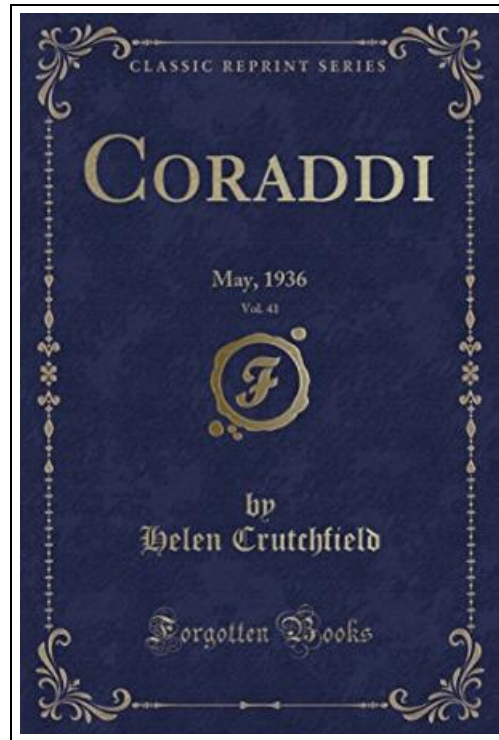 CLASSIC REPRINT SERIES
CORADDI
May, 1936
Vol. 41
F
by
Helen Crutchfield
Forgotten Books